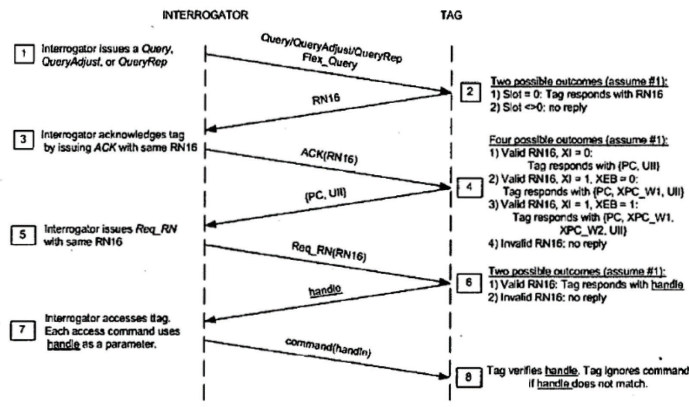 INTERROGATOR
TAG
1
Interrogator issues a Query,
QueryAdjust, or QueryRep
Query/QueryAdjust/QueryRep
Flex_Query
2
Two possible outcomes (assume #1):
1) Slot = 0: Tag responds with RN16
2) Slot <>0: no reply
RN16
3
Interrogator acknowledges tag
by issuing ACK with same RN16
ACK(RN16)
4
Four possible outcomes (assume #1):
1) Valid RN16, XI = 0:
Tag responds with {PC, UII}
2) Valid RN16, XI = 1, XEB = 0:
Tag responds with {PC, XPC_W1, UII}
3) Valid RN16, XI = 1, XEB = 1:
Tag responds with {PC, XPC_W1,
XPC_W2, UII}
4) Invalid RN16: no reply
{PC, UII}
5
Interrogator issues Req_RN
with same RN16
Req_RN(RN16)
6
Two possible outcomes (assume #1):
1) Valid RN16: Tag responds with handle
2) Invalid RN16: no reply
handle
7
Interrogator accesses tag.
Each access command uses
handle as a parameter.
command(handle)
8
Tag verifies handle. Tag ignores command
if handle does not match.